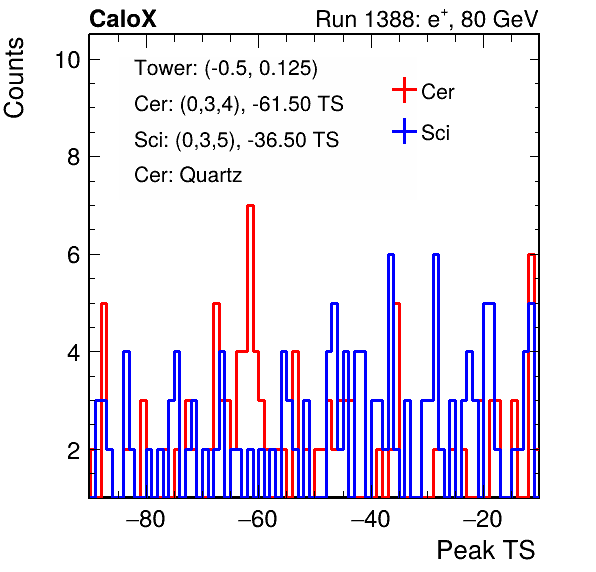 CaloX Run 1388: e⁺, 80 GeV
Counts
Tower: (-0.5, 0.125)
Cer: (0,3,4), -61.50 TS
Sci: (0,3,5), -36.50 TS
Cer: Quartz
Cer
Sci
10
8
6
4
2
−80 −60 −40 −20
Peak TS